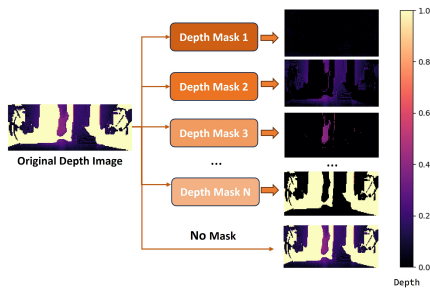 Depth Mask 1
Depth Mask 2
Depth Mask 3
...
...
Depth Mask N
No Mask
Original Depth Image
1.0
0.8
0.6
0.4
0.2
0.0
Depth